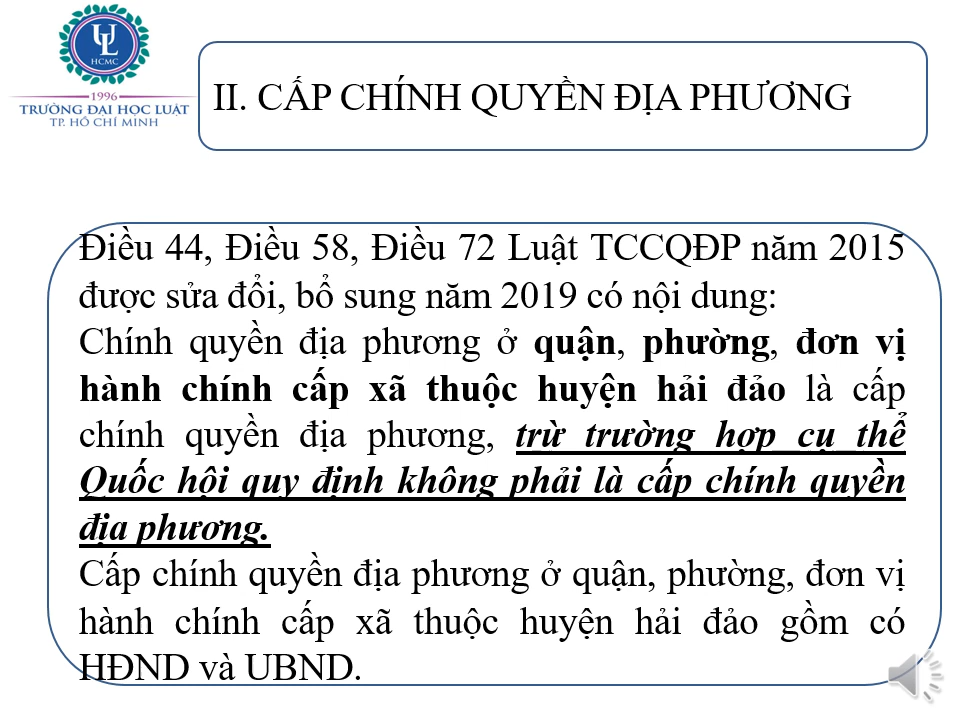 UL
HCMC
1996
TRƯỜNG ĐẠI HỌC LUẬT
TP. HỒ CHÍ MINH
II. CẤP CHÍNH QUYỀN ĐỊA PHƯƠNG
Điều 44, Điều 58, Điều 72 Luật TCCQĐP năm 2015
được sửa đổi, bổ sung năm 2019 có nội dung:
Chính quyền địa phương ở quận, phường, đơn vị
hành chính cấp xã thuộc huyện hải đảo là cấp
chính quyền địa phương, trừ trường hợp cụ thể
Quốc hội quy định không phải là cấp chính quyền
địa phương.
Cấp chính quyền địa phương ở quận, phường, đơn vị
hành chính cấp xã thuộc huyện hải đảo gồm có
HĐND và UBND.